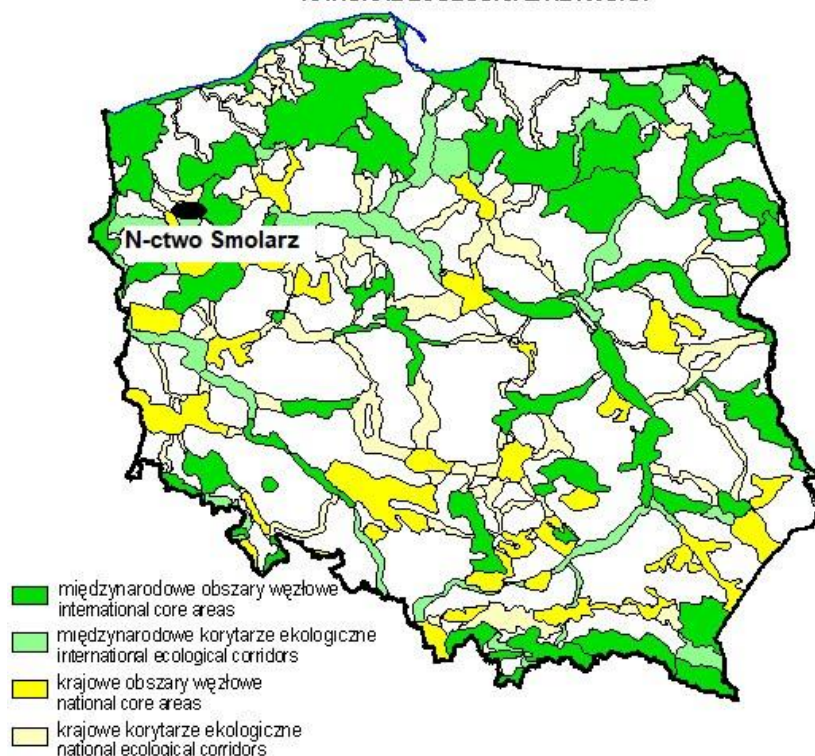 N-ctwo Smolarz
międzynarodowe obszary węzłowe
international core areas
międzynarodowe korytarze ekologiczne
international ecological corridors
krajowe obszary węzłowe
national core areas
krajowe korytarze ekologiczne
national ecological corridors